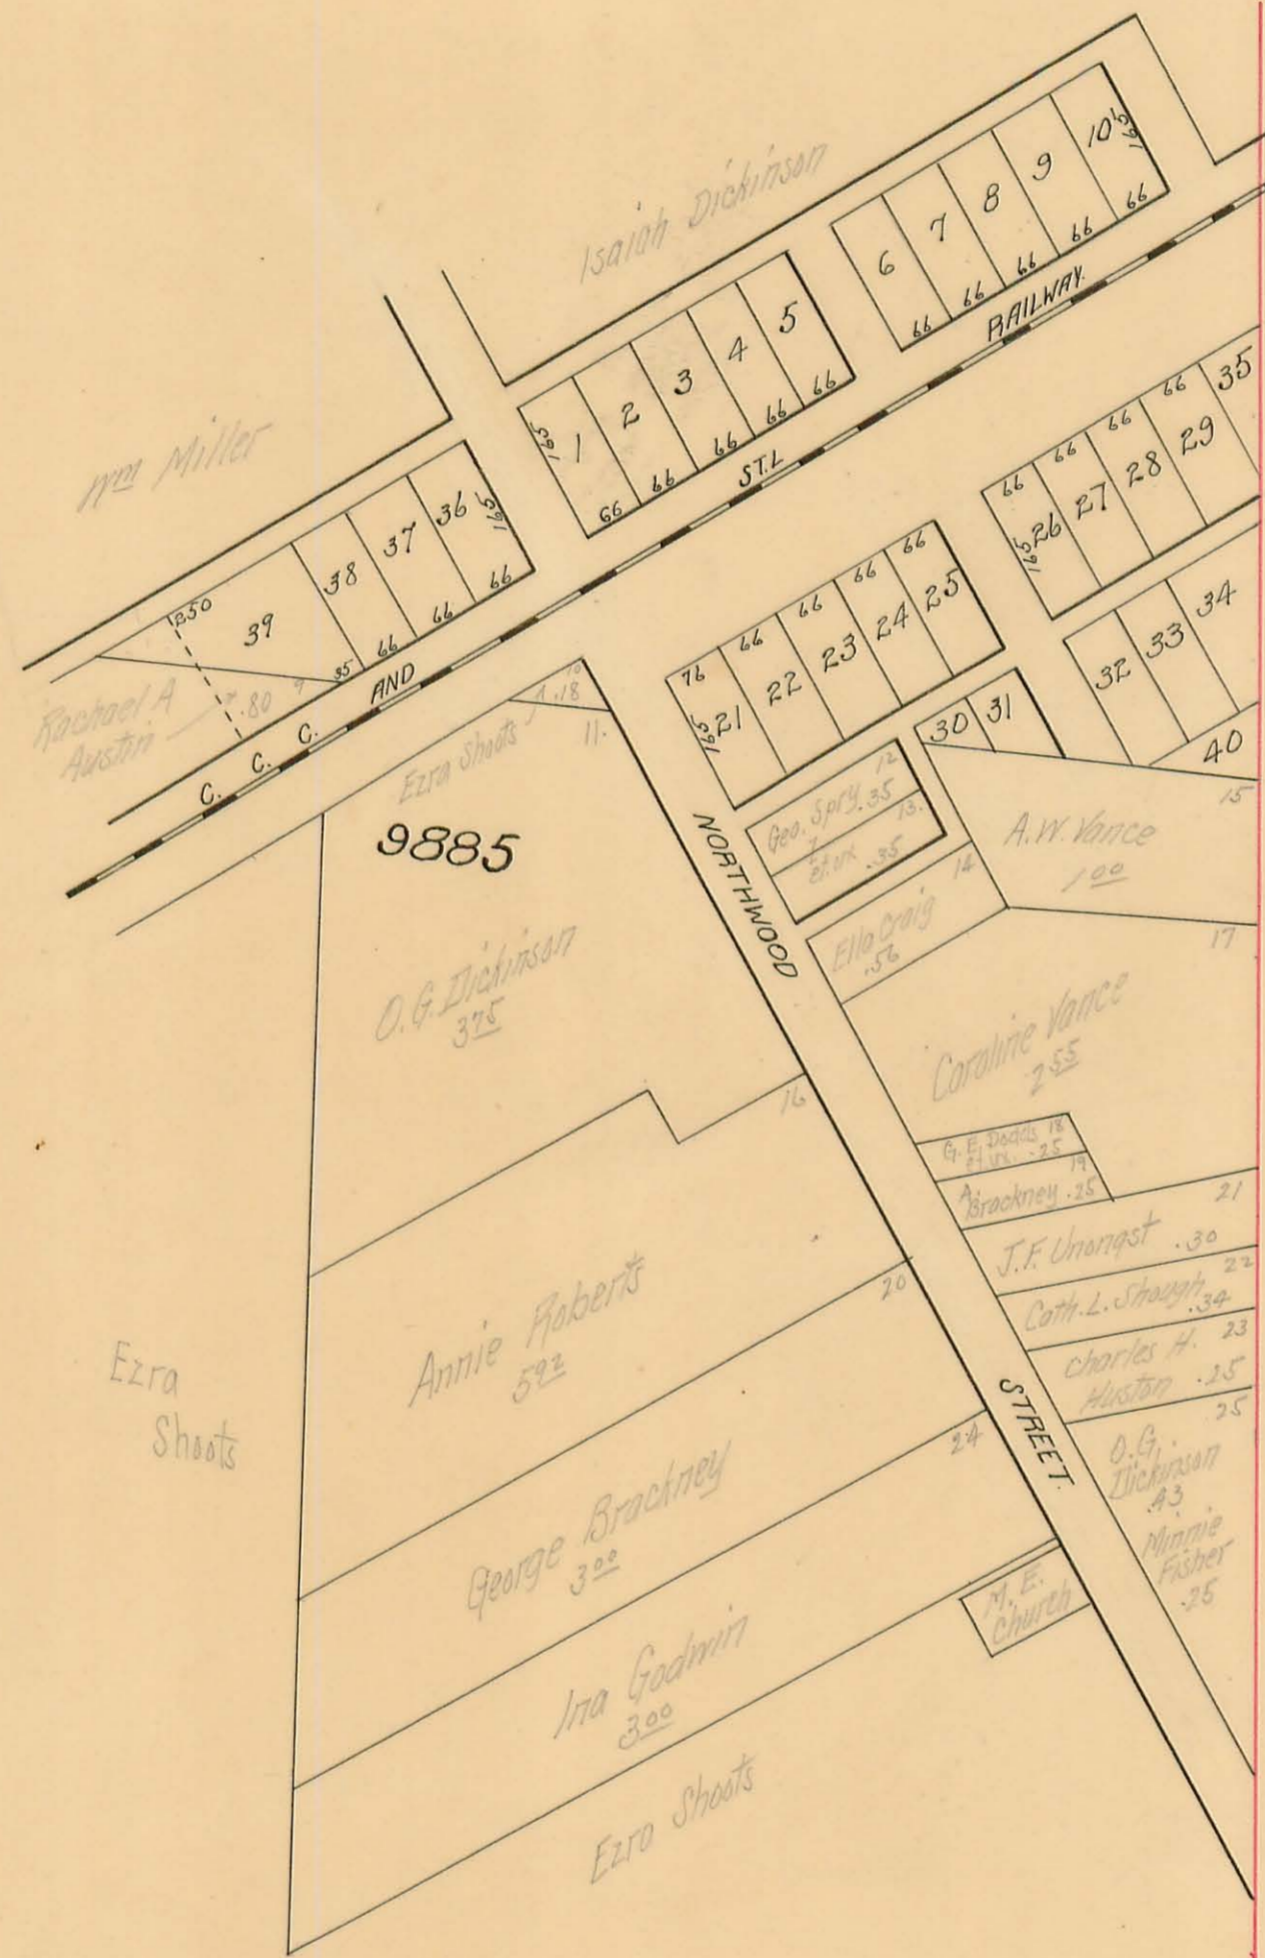 Isaiah Dickinson
6 7 8 9 10
165
66 66 66 66 66
RAILWAY.
1 2 3 4 5
165
66 66 66 66 66
ST.L
Wm Miller
39 38 37 36
250
165
35 66 66 66
AND
C. C. C.
Rachael A
Austin
.80
9
26 27 28 29 35
66 66 66 66
165
21 22 23 24 25
76 66 66 66 66
165
30 31
32 33 34
40
Ezra Shoots
10
.18
11.
9885
O. G. Dickinson
375
NORTHWOOD
Geo. Spry .35
12
et ux .35
13.
Ella Craig
.56
14
A. W. Vance
100
15
17
Caroline Vance
255
16
G. E. Dodds 18
et ux. .25
A. 19
Brackney .25
21
J. F. Unongst .30
22
Cath. L. Shough
.34
23
Charles H.
Huston .25
25
O. G.
Dickinson
.43
Minnie
Fisher
.25
Annie Roberts
592
20
Ezra
Shoots
George Brackney
300
24
STREET.
Ina Godwin
300
M. E.
Church
Ezra Shoots